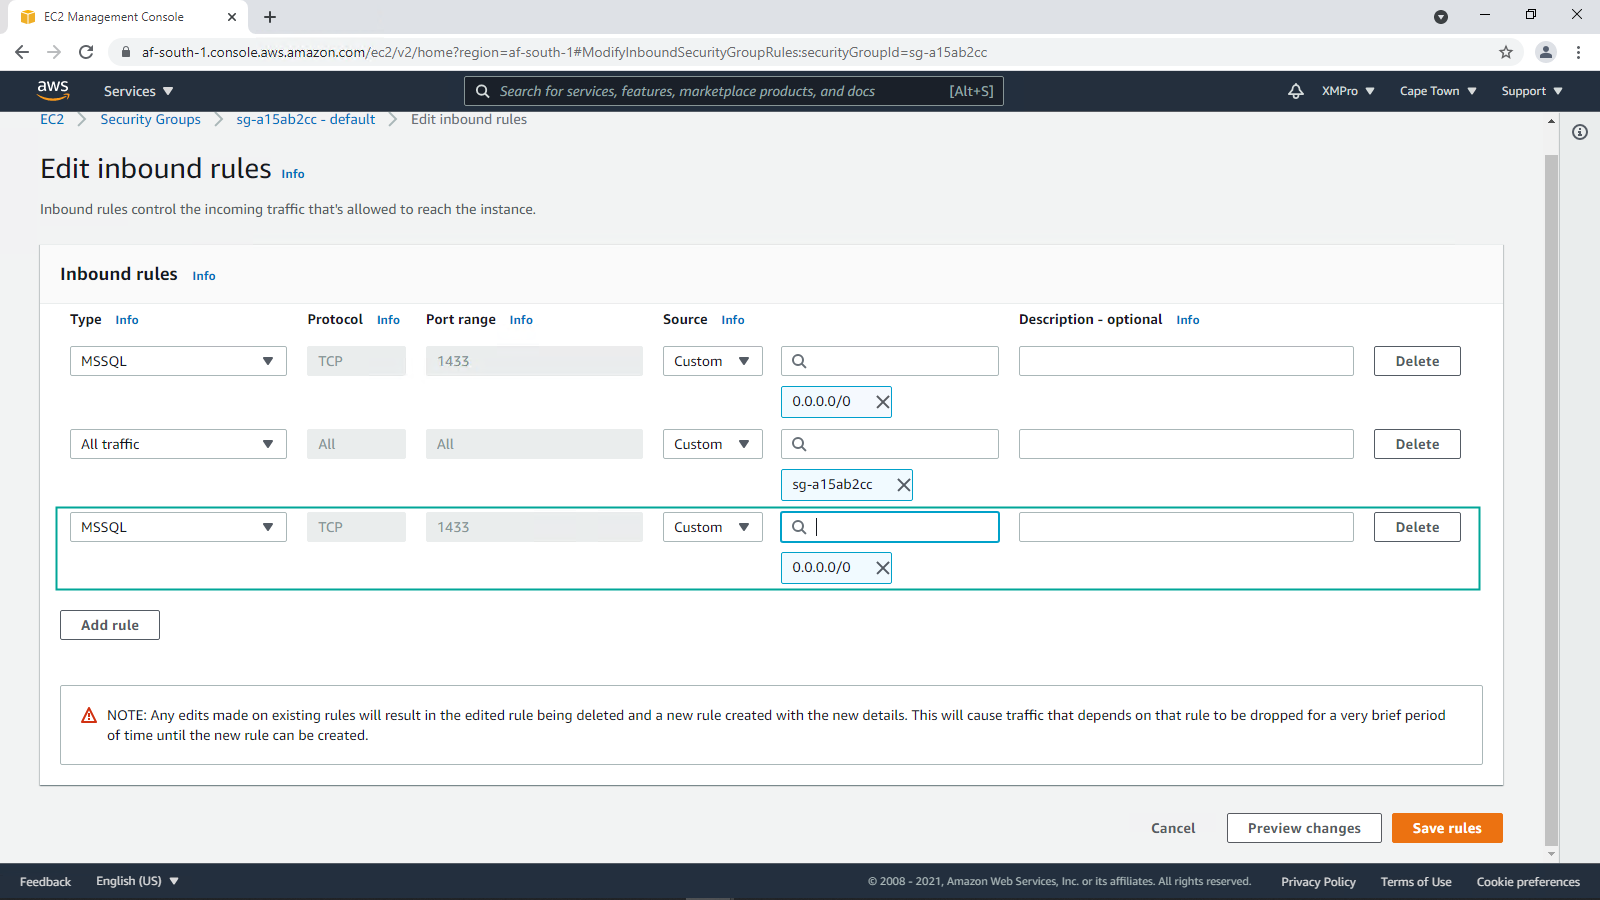 EC2 Management Console
af-south-1.console.aws.amazon.com/ec2/v2/home?region=af-south-1#ModifyInboundSecurityGroupRules:securityGroupId=sg-a15ab2cc
aws Services Search for services, features, marketplace products, and docs [Alt+S] XMPro Cape Town Support
EC2 Security Groups sg-a15ab2cc - default Edit inbound rules
Edit inbound rules Info
Inbound rules control the incoming traffic that's allowed to reach the instance.
Inbound rules Info
Type Info Protocol Info Port range Info Source Info Description - optional Info
MSSQL TCP 1433 Custom Delete
0.0.0.0/0
All traffic All All Custom Delete
sg-a15ab2cc
MSSQL TCP 1433 Custom Delete
0.0.0.0/0
Add rule
NOTE: Any edits made on existing rules will result in the edited rule being deleted and a new rule created with the new details. This will cause traffic that depends on that rule to be dropped for a very brief period
of time until the new rule can be created.
Cancel Preview changes Save rules
Feedback English (US) © 2008 - 2021, Amazon Web Services, Inc. or its affiliates. All rights reserved. Privacy Policy Terms of Use Cookie preferences